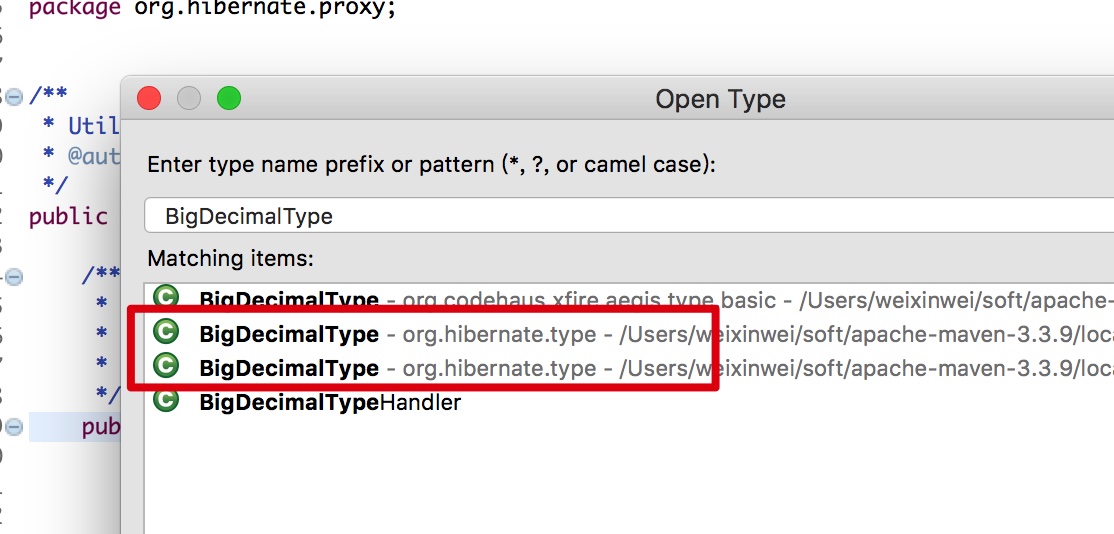 package org.hibernate.proxy;
/**
Open Type
* Util
* @aut
Enter type name prefix or pattern (*, ?, or camel case):
*/
public
BigDecimalType
Matching items:
/**
*
BigDecimalType - org.codehaus.xfire.aegis.type.basic - /Users/weixinwei/soft/apache-
*
BigDecimalType - org.hibernate.type - /Users/weixinwei/soft/apache-maven-3.3.9/loca
*
BigDecimalType - org.hibernate.type - /Users/weixinwei/soft/apache-maven-3.3.9/loca
*/
BigDecimalTypeHandler
pub